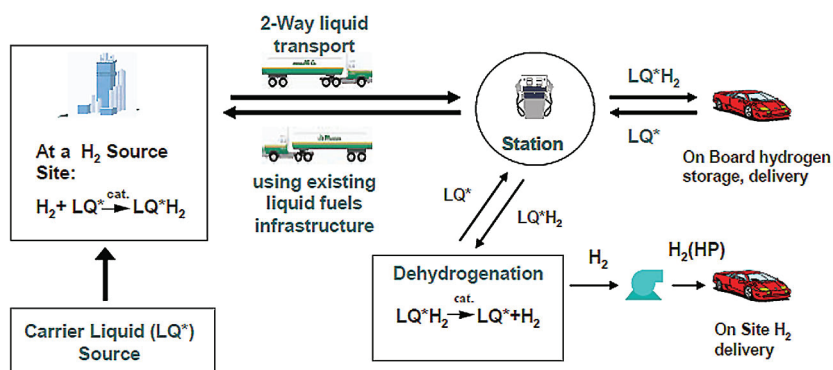 2-Way liquid
transport
using existing
liquid fuels
infrastructure
At a H₂ Source
Site:
cat.
H₂+ LQ*→LQ*H₂
Carrier Liquid (LQ*)
Source
Station
LQ*H₂
LQ*
On Board hydrogen
storage, delivery
LQ*
LQ*H₂
Dehydrogenation
cat.
LQ*H₂→LQ*+H₂
H₂
H₂(HP)
On Site H₂
delivery